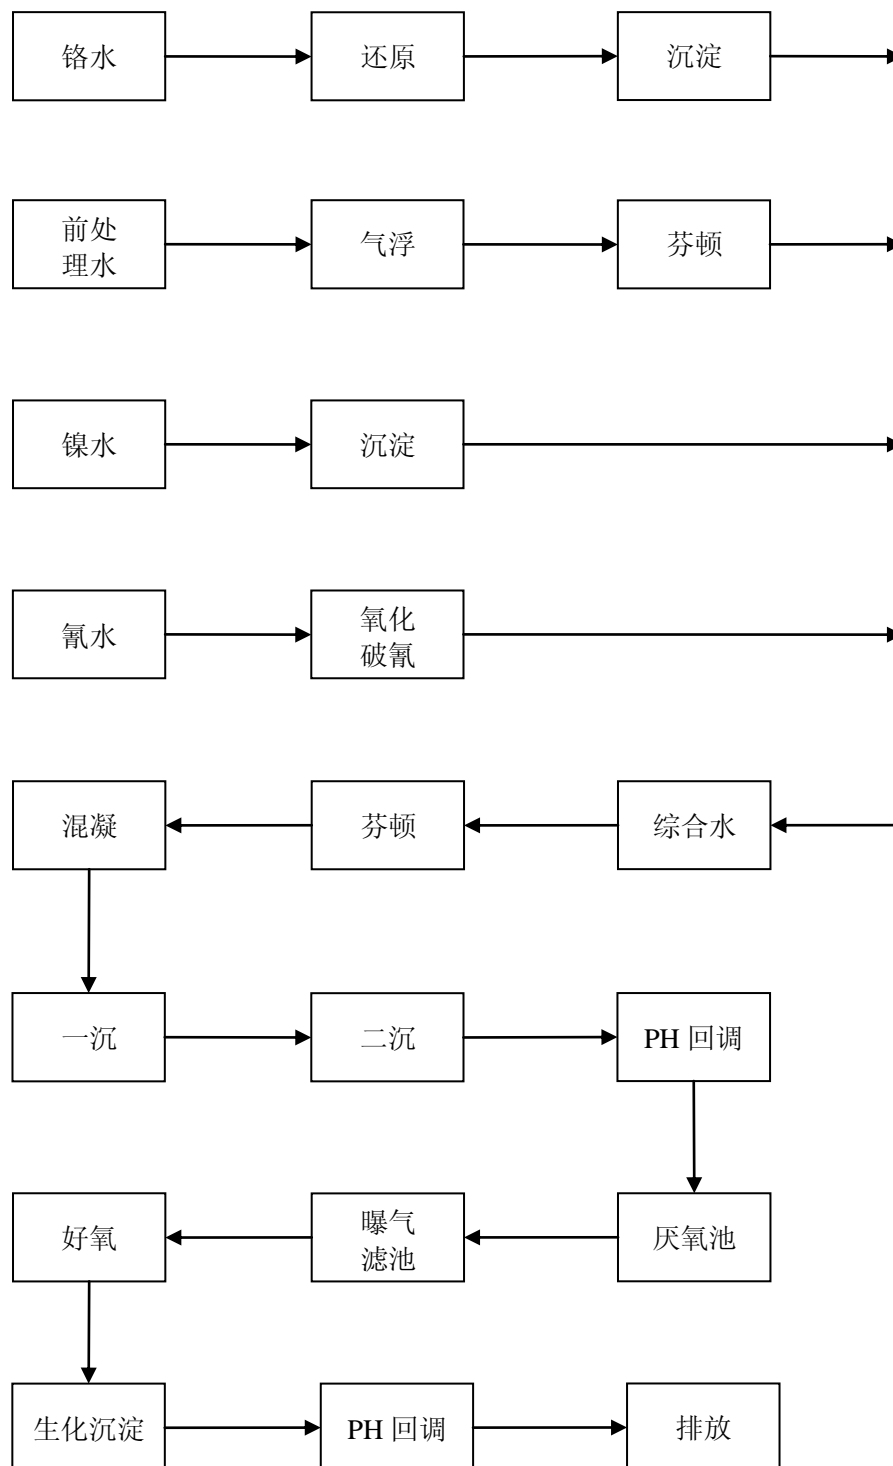 铬水
还原
沉淀
前处
理水
气浮
芬顿
镍水
沉淀
氰水
氧化
破氰
混凝
芬顿
综合水
一沉
二沉
PH 回调
好氧
曝气
滤池
厌氧池
生化沉淀
PH 回调
排放